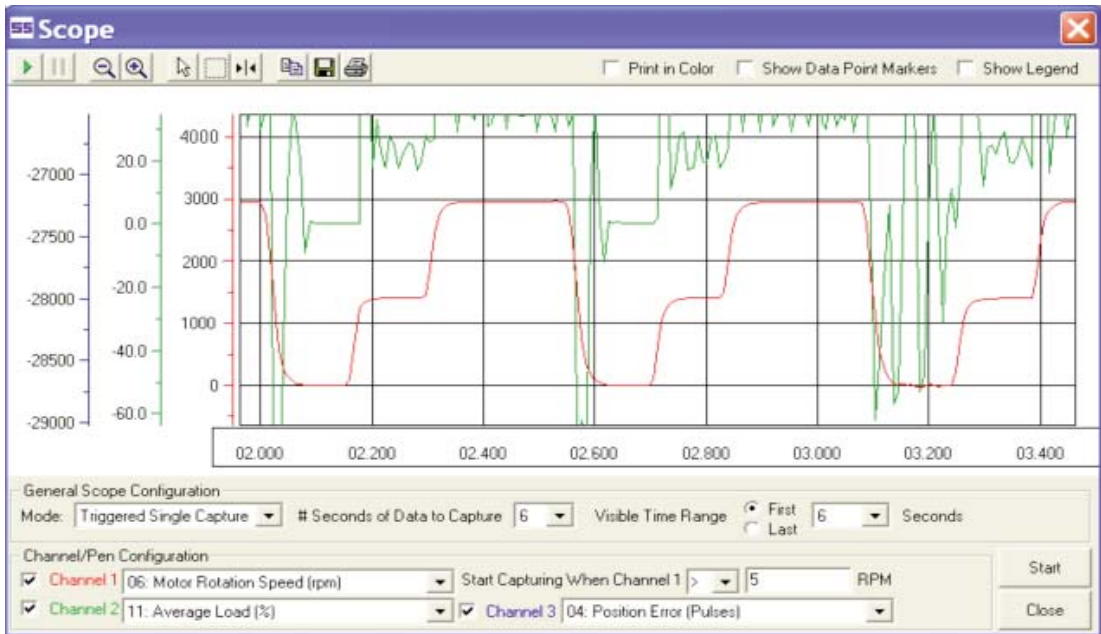 SS Scope
Print in Color Show Data Point Markers Show Legend
4000
-27000 20.0
3000
-27500 0.0
2000
-28000 -20.0
1000
-28500 -40.0
0
-29000 -60.0
02.000 02.200 02.400 02.600 02.800 03.000 03.200 03.400
General Scope Configuration
Mode: Triggered Single Capture # Seconds of Data to Capture 6 Visible Time Range First 6 Seconds
Last
Channel/Pen Configuration
Channel 1 06: Motor Rotation Speed (rpm) Start Capturing When Channel 1 > 5 RPM Start
Channel 2 11: Average Load (%) Channel 3 04: Position Error (Pulses) Close